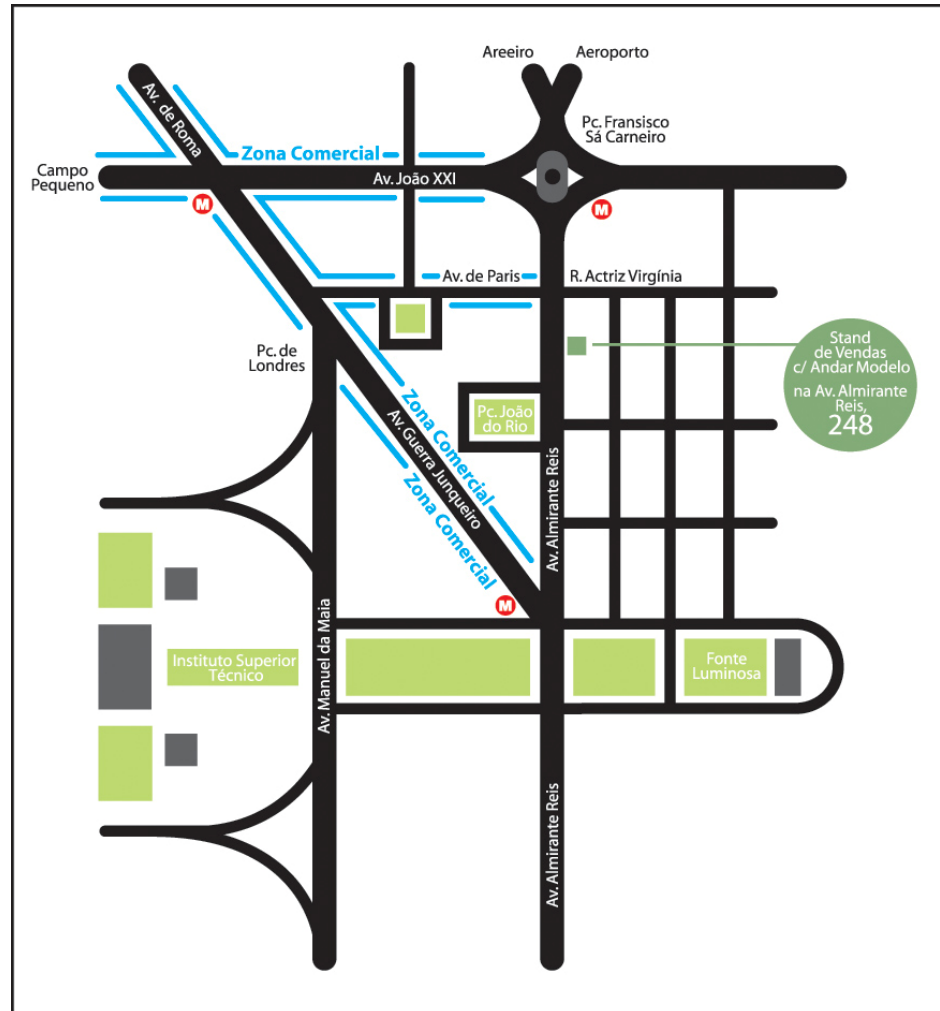 Areeiro
Aeroporto
Av. de Roma
Pc. Fransisco
Sá Carneiro
Zona Comercial
Campo
Pequeno
Av. João XXI
M
M
Av. de Paris
R. Actriz Virgínia
Pc. de
Londres
Stand
de Vendas
c/ Andar Modelo
na Av. Almirante
Reis,
248
Pc. João
do Rio
Zona Comercial
Av. Guerra Junqueiro
Zona Comercial
Av. Almirante Reis
M
Av. Manuel da Maia
Instituto Superior
Técnico
Fonte
Luminosa
Av. Almirante Reis